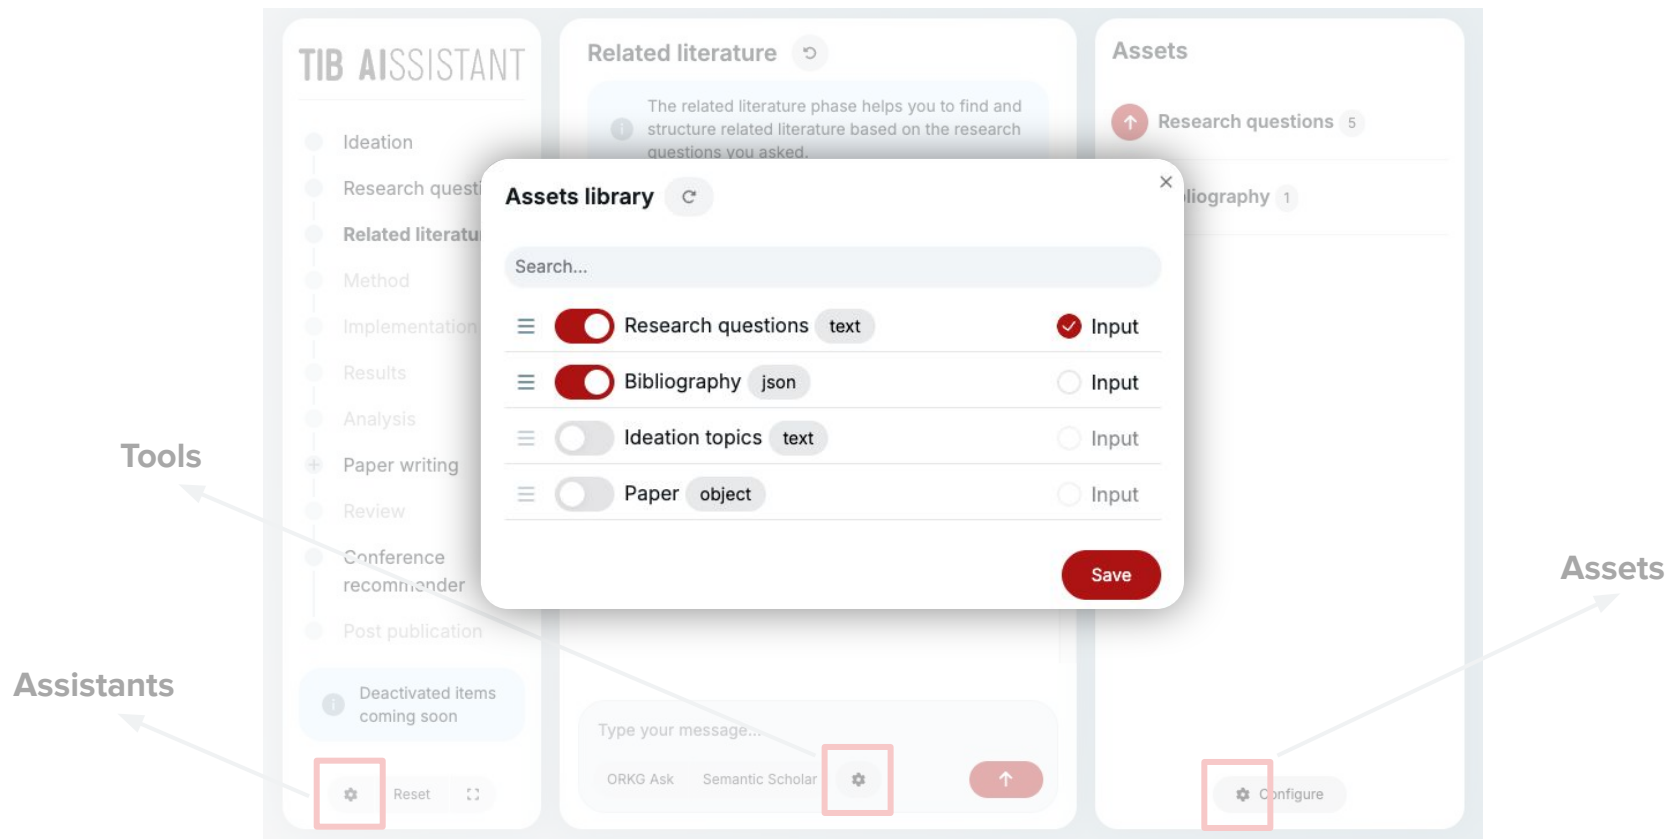 TIB AISSISTANT
Ideation
Research questi
Related literatu
Method
Implementation
Results
Analysis
Paper writing
Review
Conference
recommender
Post publication
Deactivated items
coming soon
Reset
Related literature
The related literature phase helps you to find and
structure related literature based on the research
questions you asked.
Assets library
Search...
Research questions text Input
Bibliography json Input
Ideation topics text Input
Paper object Input
Save
Type your message...
ORKG Ask Semantic Scholar
Assets
Research questions 5
liography 1
Configure
Tools
Assistants
Assets